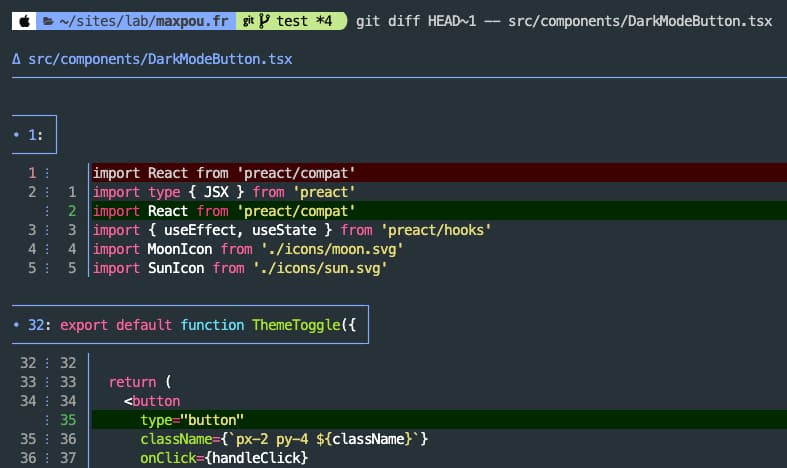 ~/sites/lab/maxpou.fr git test *4 git diff HEAD~1 -- src/components/DarkModeButton.tsx
Δ src/components/DarkModeButton.tsx
• 1:
1 ⋮ import React from 'preact/compat'
2 ⋮ 1 import type { JSX } from 'preact'
⋮ 2 import React from 'preact/compat'
3 ⋮ 3 import { useEffect, useState } from 'preact/hooks'
4 ⋮ 4 import MoonIcon from './icons/moon.svg'
5 ⋮ 5 import SunIcon from './icons/sun.svg'
• 32: export default function ThemeToggle({
32 ⋮ 32
33 ⋮ 33 return (
34 ⋮ 34 <button
⋮ 35 type="button"
35 ⋮ 36 className={`px-2 py-4 ${className}`}
36 ⋮ 37 onClick={handleClick}